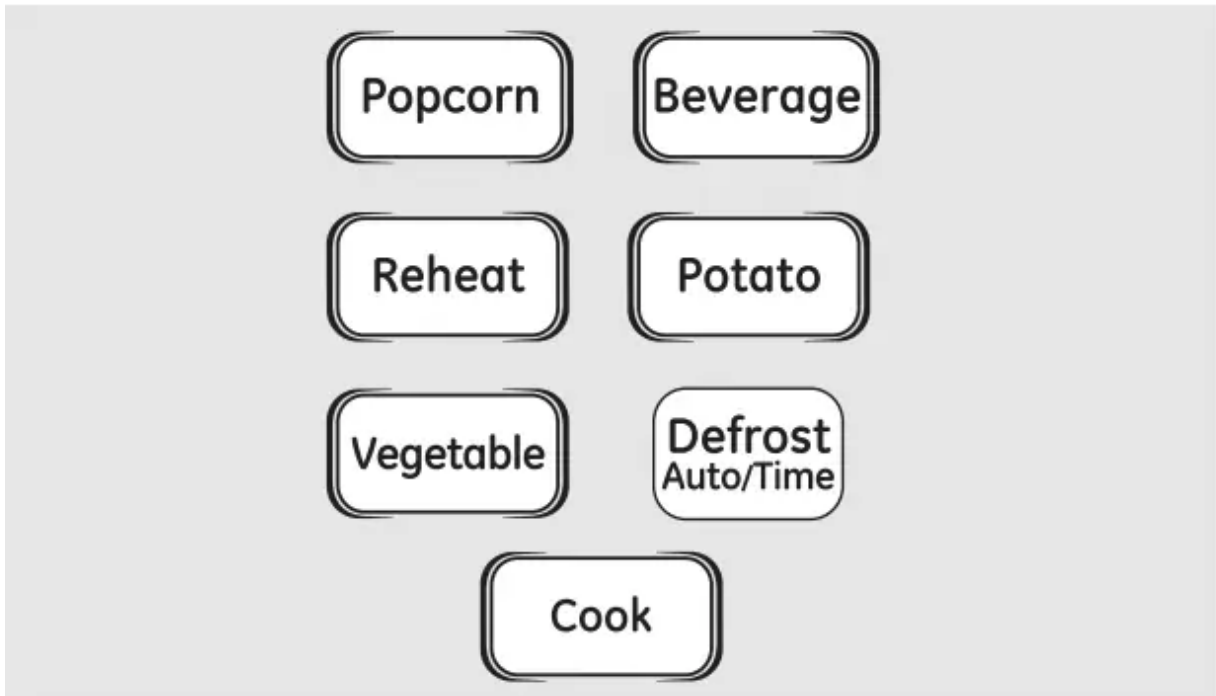 Popcorn
Beverage
Reheat
Potato
Vegetable
Defrost
Auto/Time
Cook